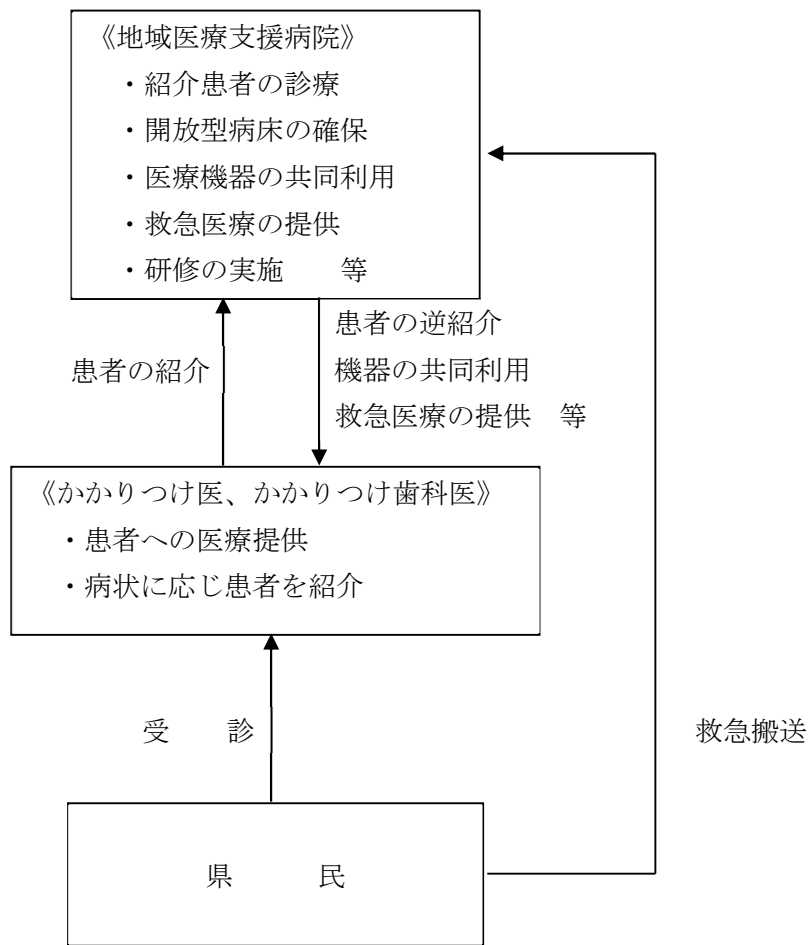 《地域医療支援病院》
・紹介患者の診療
・開放型病床の確保
・医療機器の共同利用
・救急医療の提供
・研修の実施　　等
患者の紹介
患者の逆紹介
機器の共同利用
救急医療の提供　等
《かかりつけ医、かかりつけ歯科医》
・患者への医療提供
・病状に応じ患者を紹介
受　　診
救急搬送
県　　　民